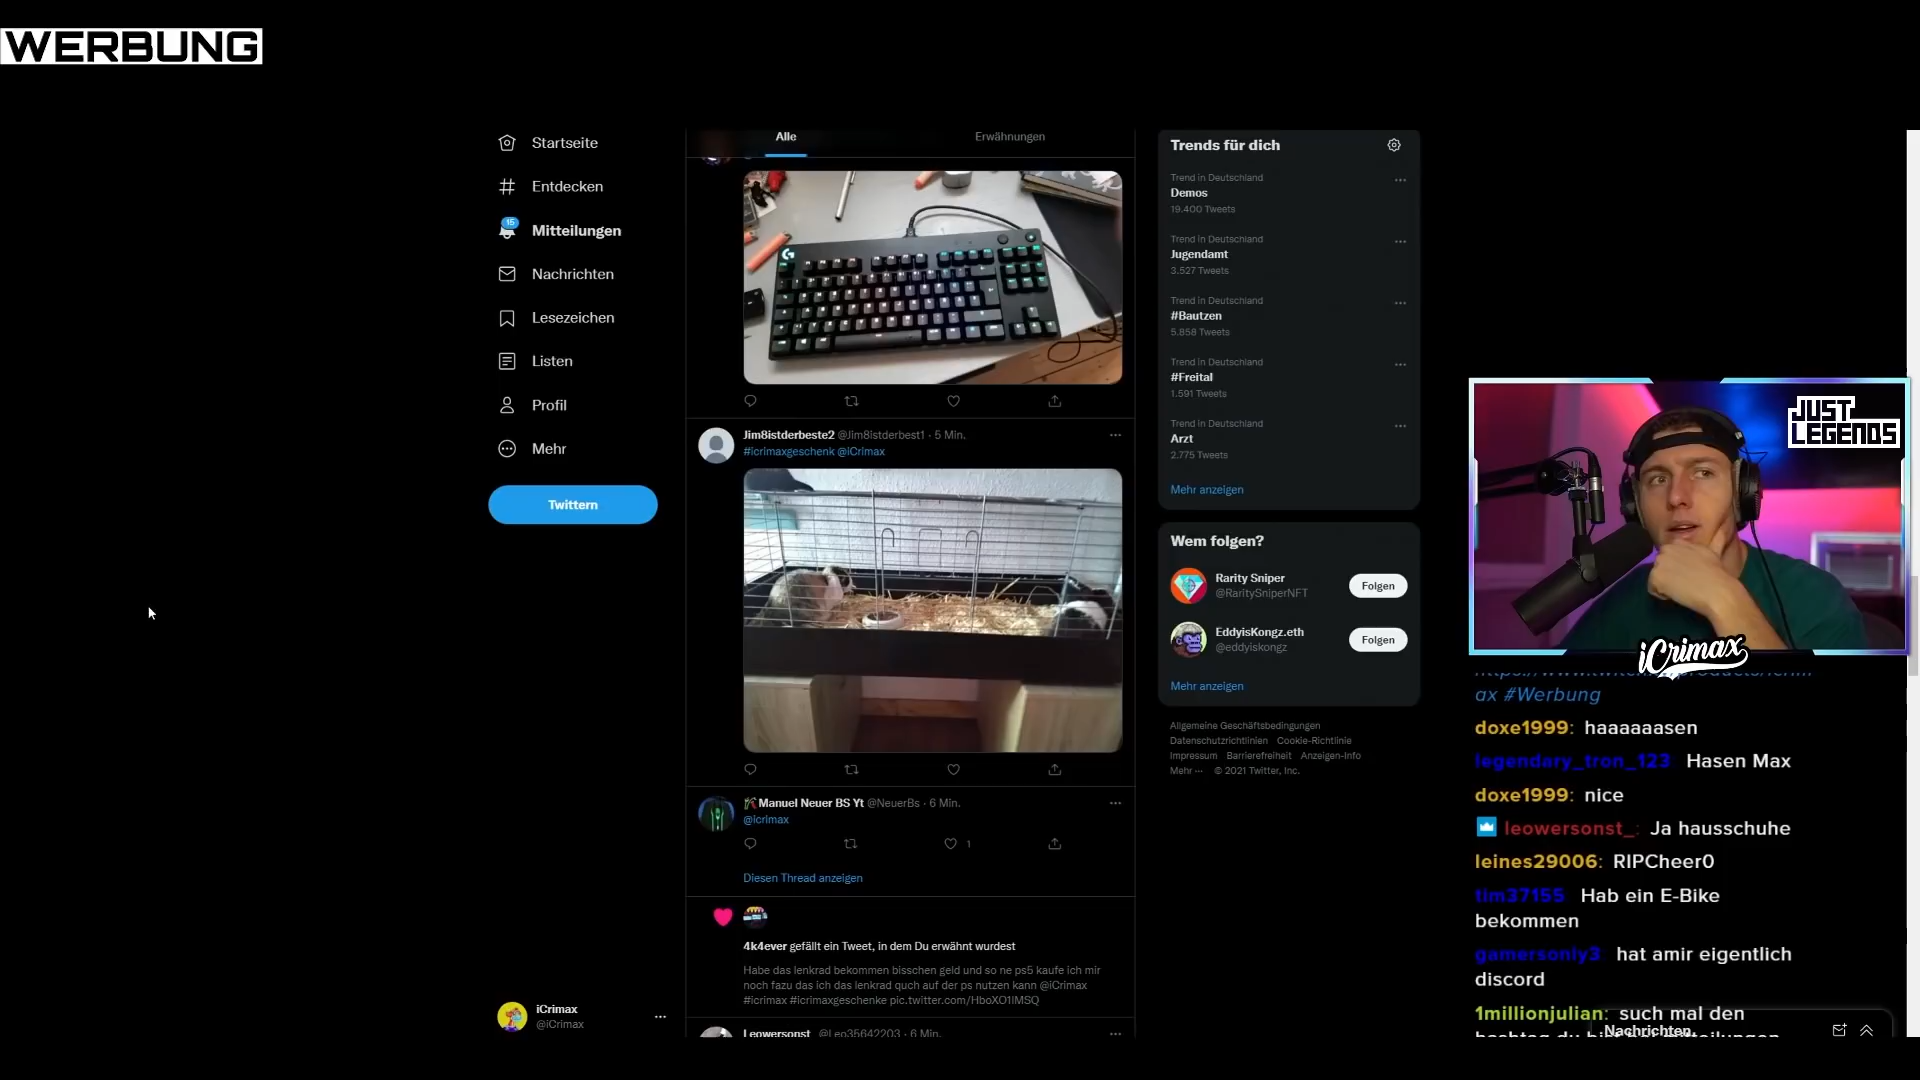 WERBUNG
Startseite
Entdecken
15
Mitteilungen
Nachrichten
Lesezeichen
Listen
Profil
Mehr
Twittern
iCrimax
@iCrimax
Alle
Erwähnungen
Jim8istderbeste2 @Jim8istderbest1 · 5 Min.
#icrimaxgeschenk @iCrimax
Manuel Neuer BS Yt @NeuerBs · 6 Min.
@icrimax
1
Diesen Thread anzeigen
4k4ever gefällt ein Tweet, in dem Du erwähnt wurdest
Habe das lenkrad bekommen bisschen geld und so ne ps5 kaufe ich mir
noch fazu das ich das lenkrad quch auf der ps nutzen kann @iCrimax
#icrimax #icrimaxgeschenke pic.twitter.com/HboXO1IMSQ
Leowersonst @Leo35642203 · 6 Min.
Trends für dich
Trend in Deutschland
Demos
19.400 Tweets
Trend in Deutschland
Jugendamt
3.527 Tweets
Trend in Deutschland
#Bautzen
5.858 Tweets
Trend in Deutschland
#Freital
1.591 Tweets
Trend in Deutschland
Arzt
2.775 Tweets
Mehr anzeigen
Wem folgen?
Rarity Sniper
@RaritySniperNFT
Folgen
EddyisKongz.eth
@eddyiskongz
Folgen
Mehr anzeigen
Allgemeine Geschäftsbedingungen
Datenschutzrichtlinien Cookie-Richtlinie
Impressum Barrierefreiheit Anzeigen-Info
Mehr ··· © 2021 Twitter, Inc.
JUST
LEGENDS
iCrimax
ax #Werbung
doxe1999: haaaaaasen
legendary_tron_123: Hasen Max
doxe1999: nice
leowersonst_: Ja hausschuhe
leines29006: RIPCheer0
tim37155: Hab ein E-Bike
bekommen
gamersonly3: hat amir eigentlich
discord
1millionjulian: such mal den
Nachrichten